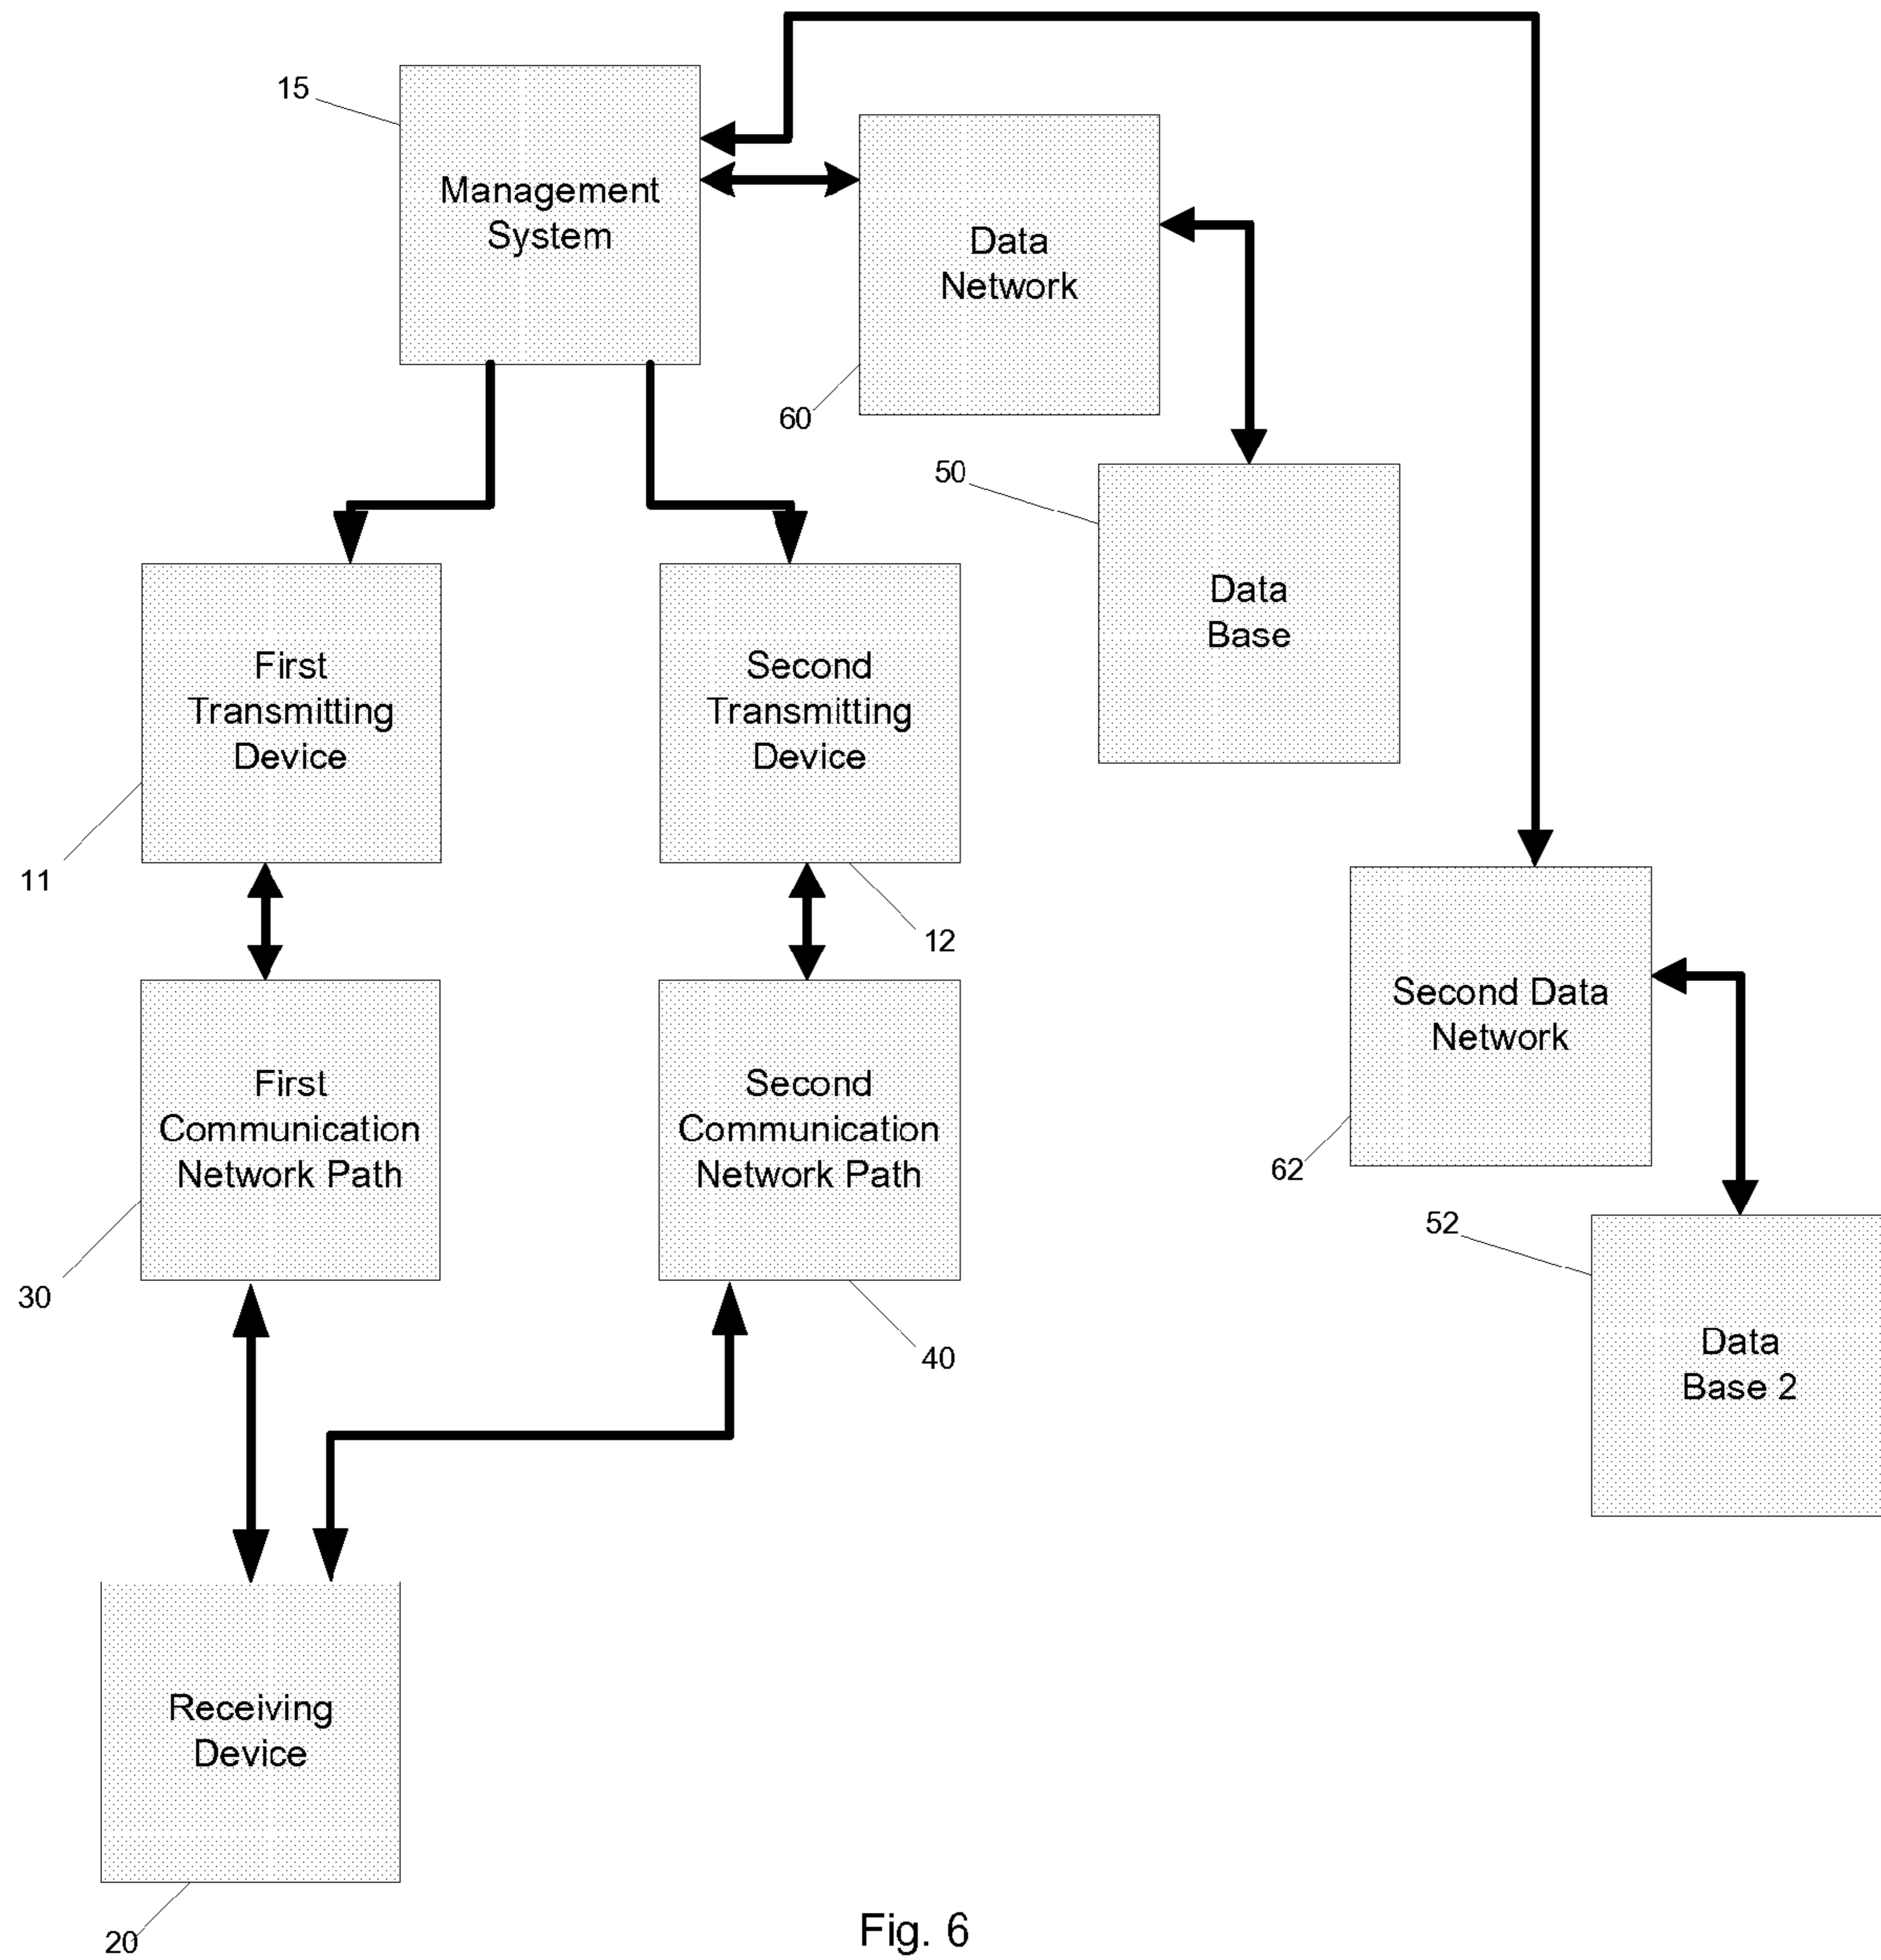 15
Management
System
Data
Network
60
50
Data
Base
First
Transmitting
Device
11
Second
Transmitting
Device
12
First
Communication
Network Path
30
Second
Communication
Network Path
40
Second Data
Network
62
52
Data
Base 2
Receiving
Device
20
Fig. 6